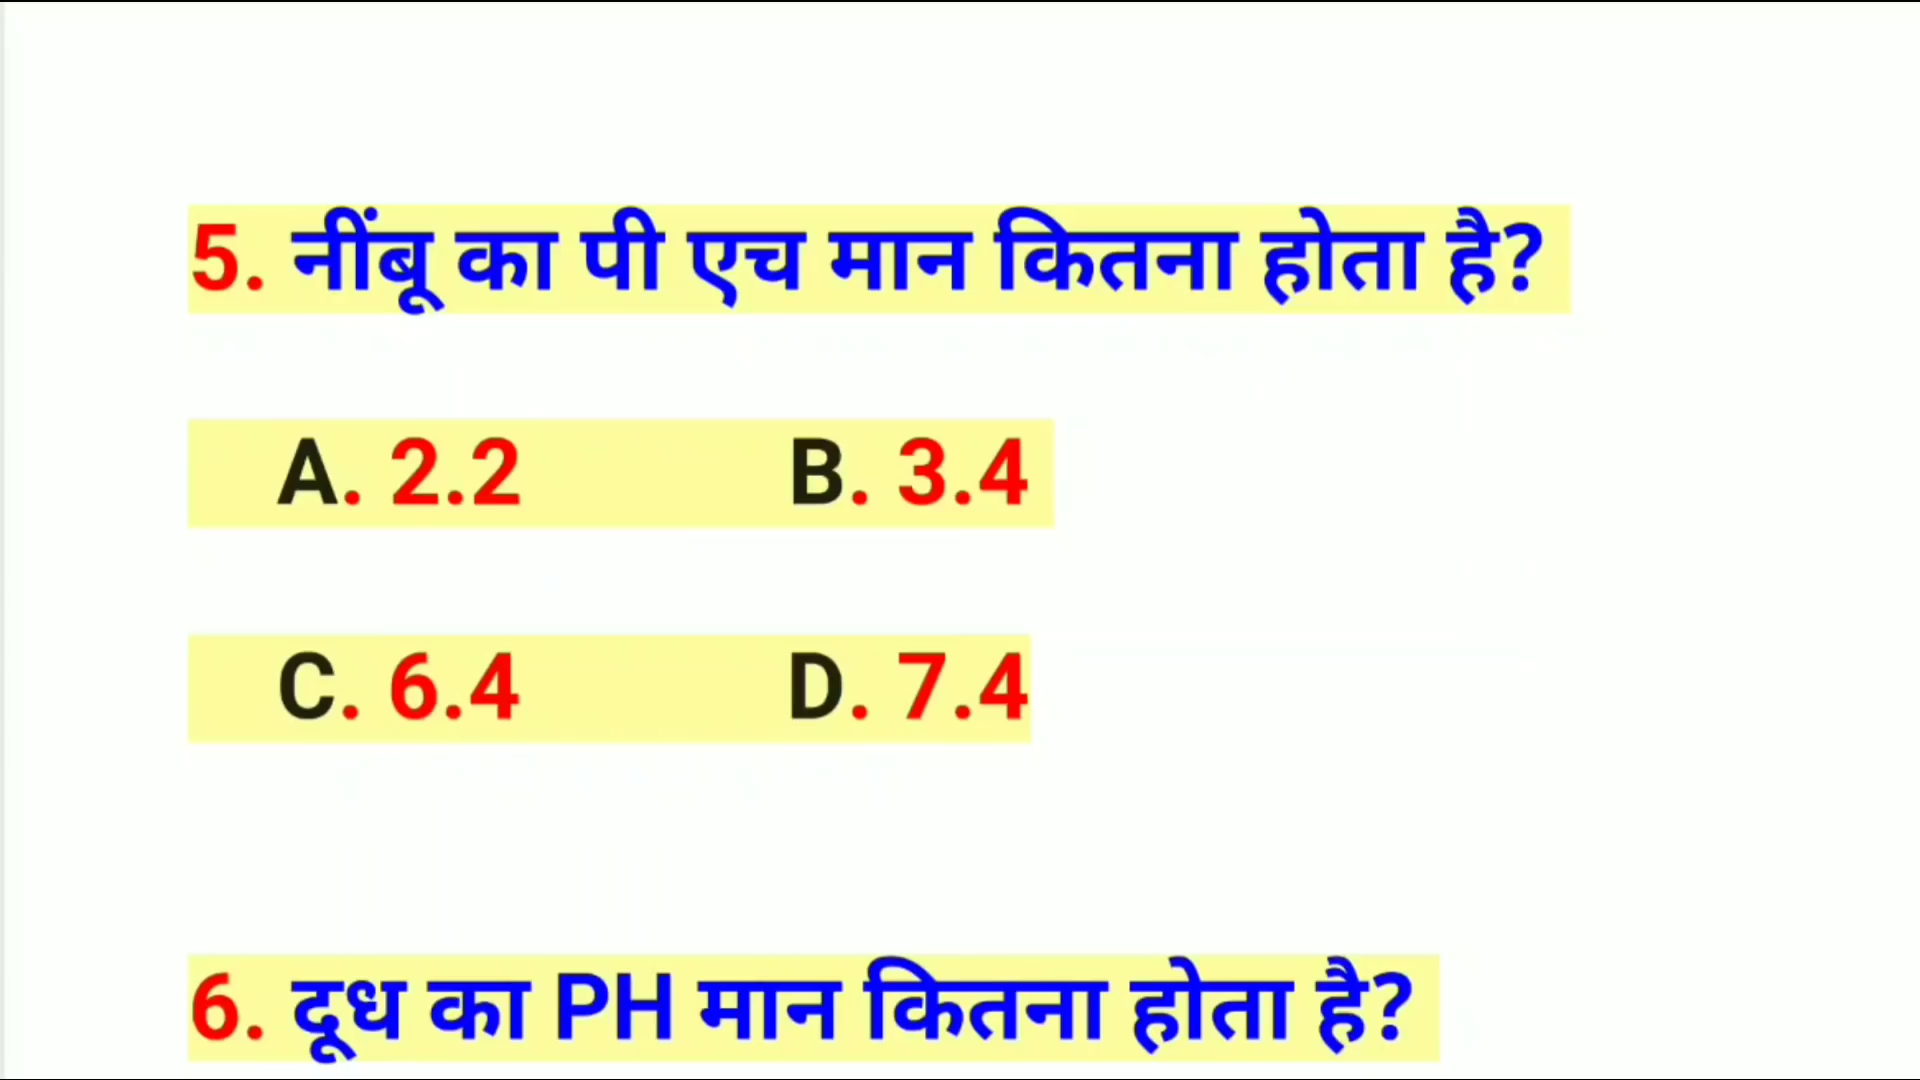 5. नींबू का पी एच मान कितना होता है?
A. 2.2 B. 3.4
C. 6.4 D. 7.4
6. दूध का PH मान कितना होता है?